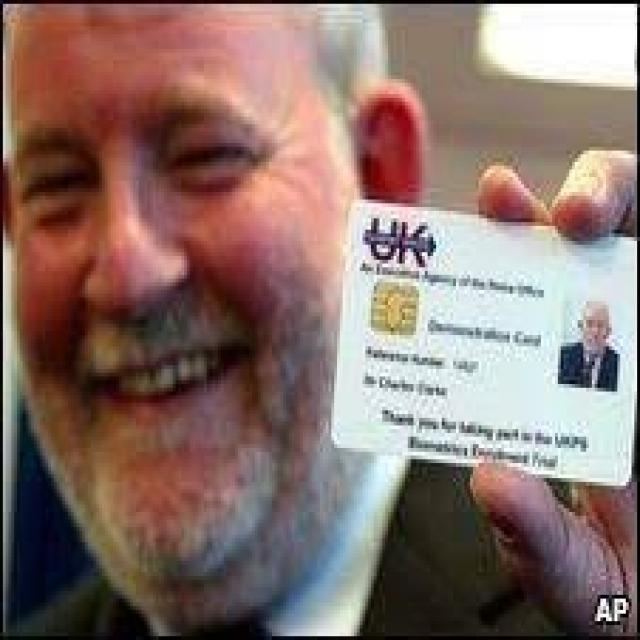 UK
An Executive Agency of the Home Office
Demonstration Card
Reference Number
Mr Charles Clarke
Thank you for taking part in the UKPS
Biometrics Enrolment Trial
AP